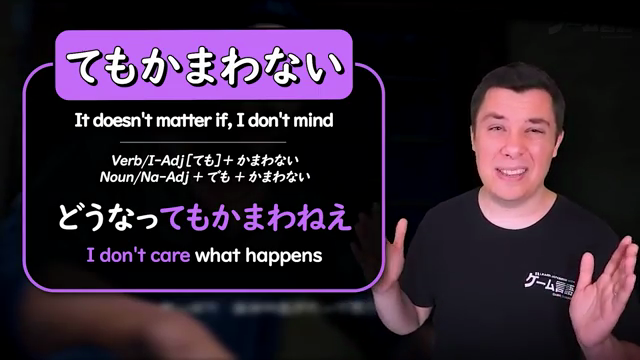 てもかまわない
It doesn't matter if, I don't mind
Verb/I-Adj［ても］+ かまわない
Noun/Na-Adj + でも + かまわない
どうなってもかまわねえ
I don't care what happens
ゲーム言語